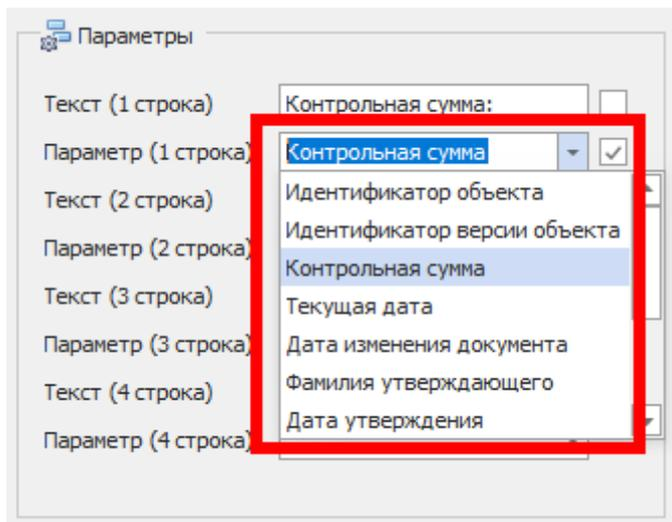 Параметры
Текст (1 строка)
Контрольная сумма:
Параметр (1 строка)
Контрольная сумма
Текст (2 строка)
Параметр (2 строка)
Текст (3 строка)
Параметр (3 строка)
Текст (4 строка)
Параметр (4 строка)
Идентификатор объекта
Идентификатор версии объекта
Контрольная сумма
Текущая дата
Дата изменения документа
Фамилия утверждающего
Дата утверждения